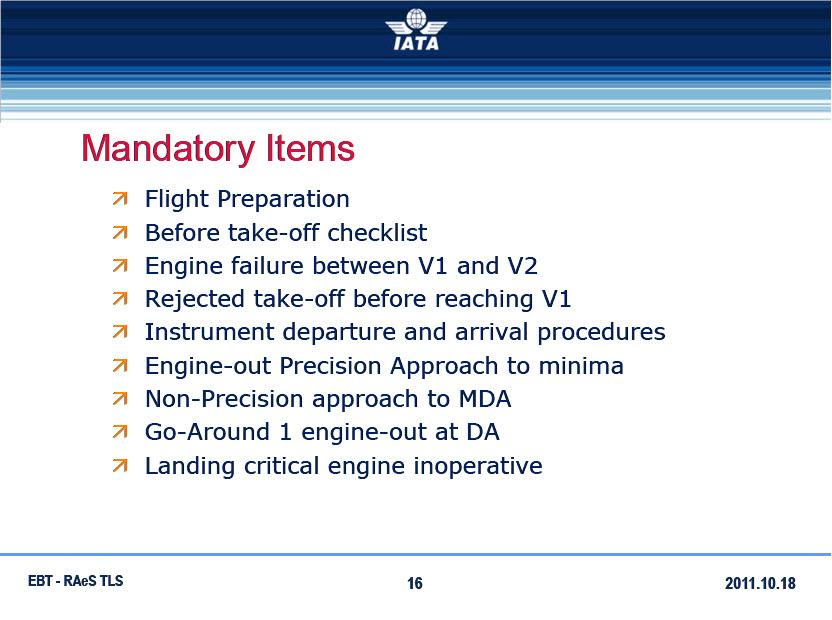 IATA
Mandatory Items
Flight Preparation
Before take-off checklist
Engine failure between V1 and V2
Rejected take-off before reaching V1
Instrument departure and arrival procedures
Engine-out Precision Approach to minima
Non-Precision approach to MDA
Go-Around 1 engine-out at DA
Landing critical engine inoperative
EBT - RAeS TLS
16
2011.10.18